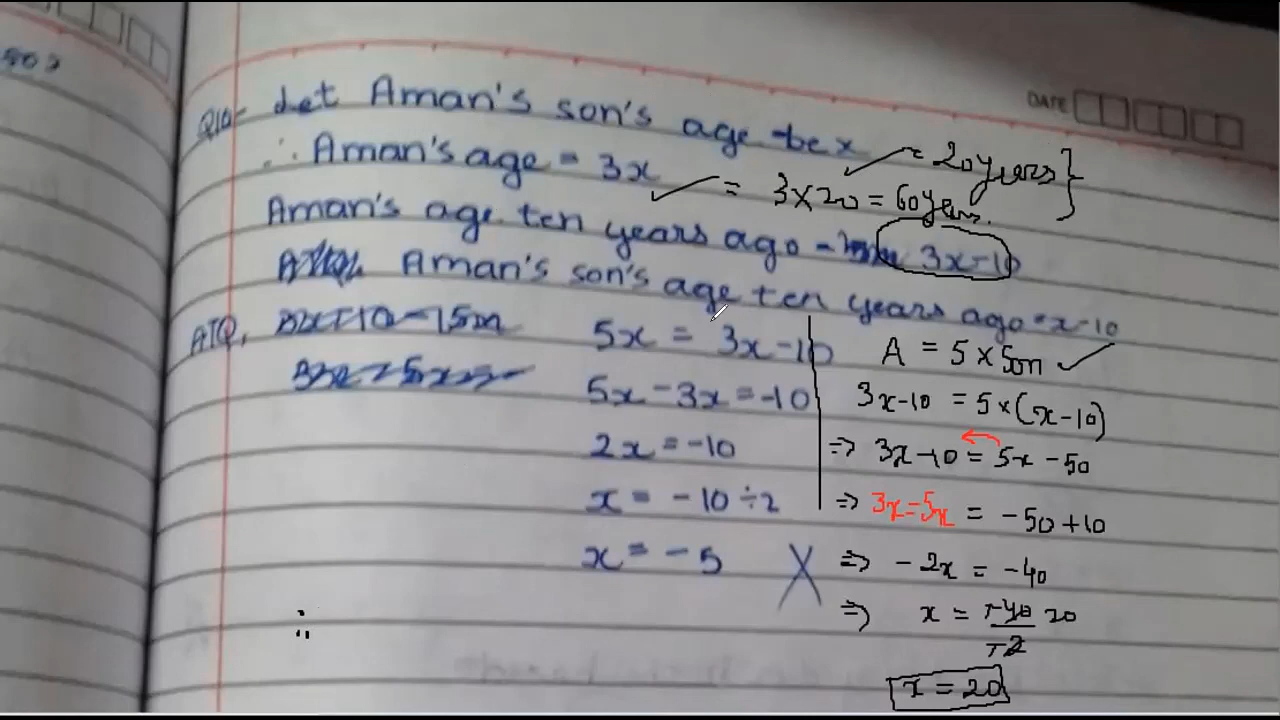 DATE
Q10- Let Aman's son's age be x = 20 years
∴ Aman's age = 3x = 3×20 = 60 years.
Aman's age ten years ago - 3x-10
Aman's son's age ten years ago = x-10
ATQ, 5x = 3x-10
5x-3x=-10
2x=-10
x = -10÷2
x = -5
∴
A = 5×Son
3x-10 = 5×(x-10)
⇒ 3x-10 = 5x-50
⇒ 3x-5x = -50+10
⇒ -2x = -40
⇒ x = -40/-2 20
x = 20